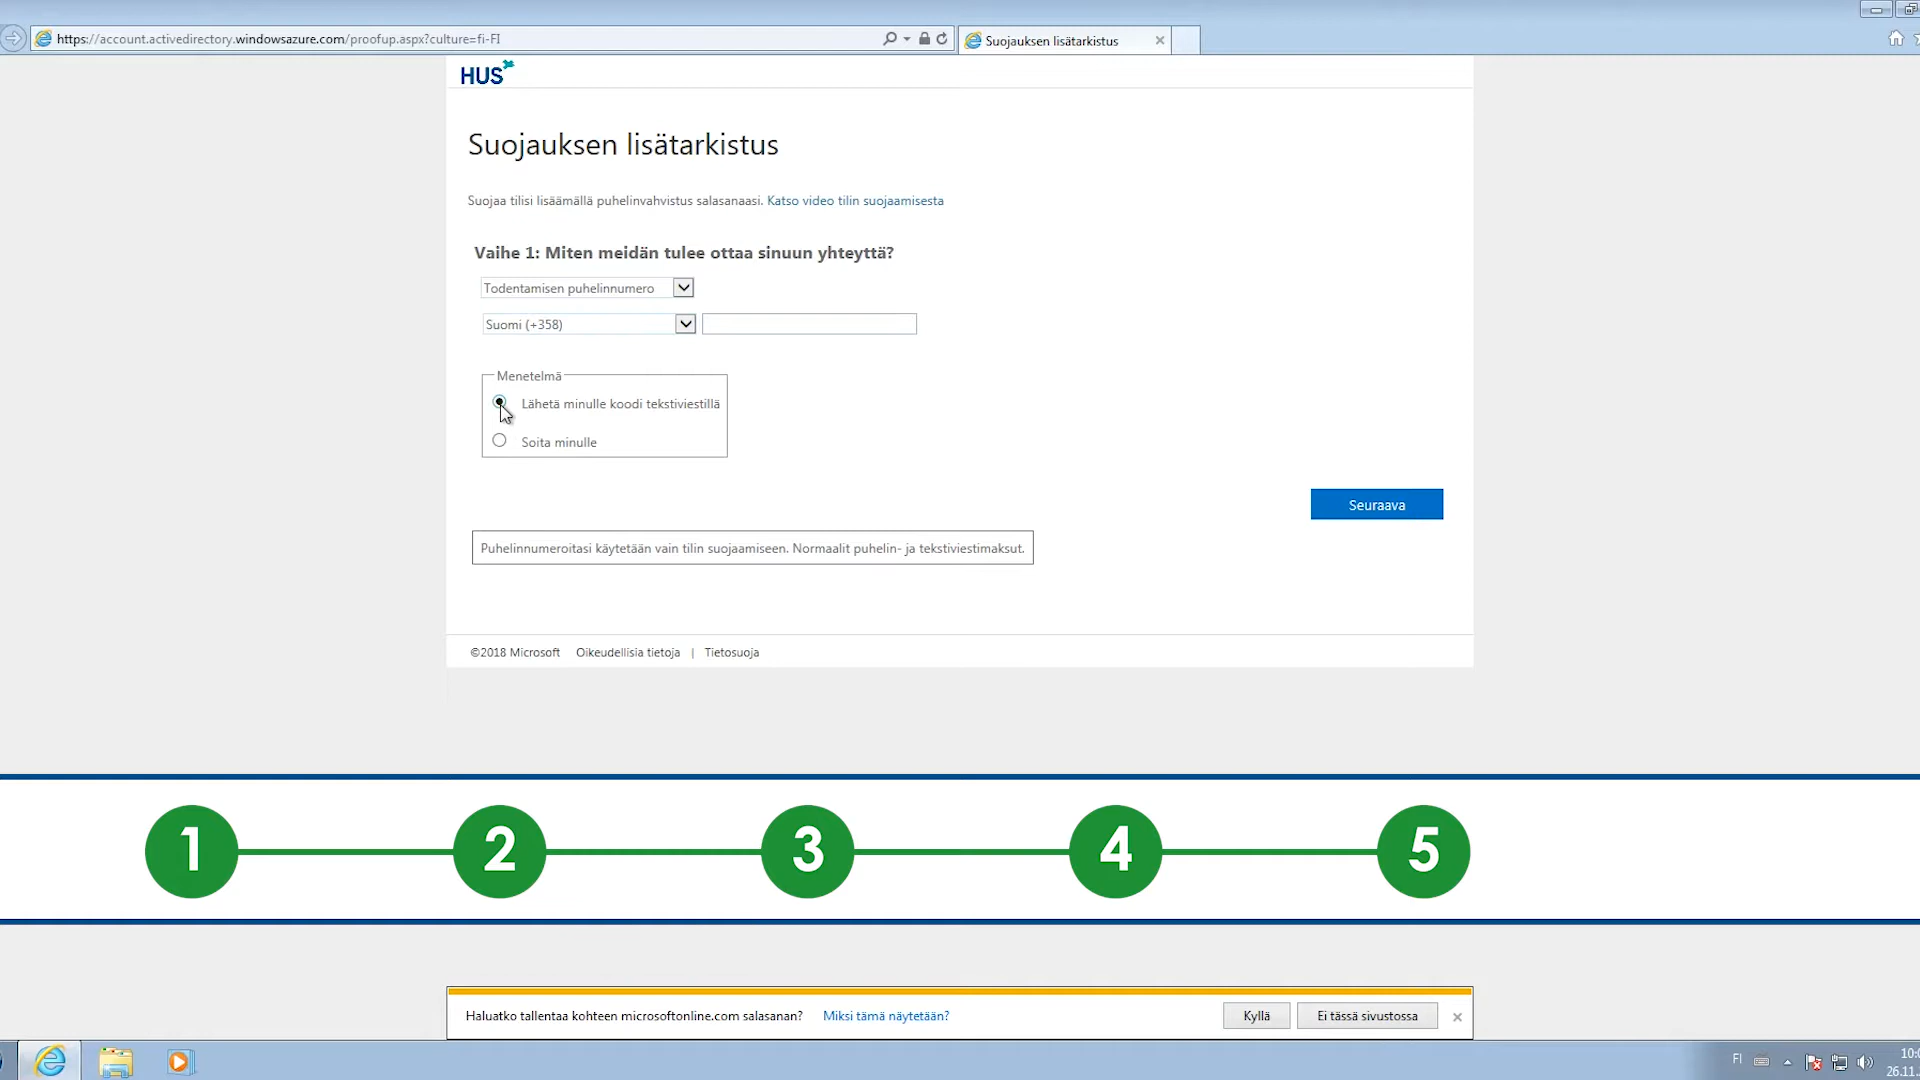 https://account.activedirectory.windowsazure.com/proofup.aspx?culture=fi-FI
Suojauksen lisätarkistus
HUS
Suojauksen lisätarkistus
Suojaa tilisi lisäämällä puhelinvahvistus salasanaasi. Katso video tilin suojaamisesta
Vaihe 1: Miten meidän tulee ottaa sinuun yhteyttä?
Todentamisen puhelinnumero
Suomi (+358)
Menetelmä
Lähetä minulle koodi tekstiviestillä
Soita minulle
Seuraava
Puhelinnumeroitasi käytetään vain tilin suojaamiseen. Normaalit puhelin- ja tekstiviestimaksut.
©2018 Microsoft Oikeudellisia tietoja | Tietosuoja
1 2 3 4 5
Haluatko tallentaa kohteen microsoftonline.com salasanan? Miksi tämä näytetään? Kyllä Ei tässä sivustossa
FI